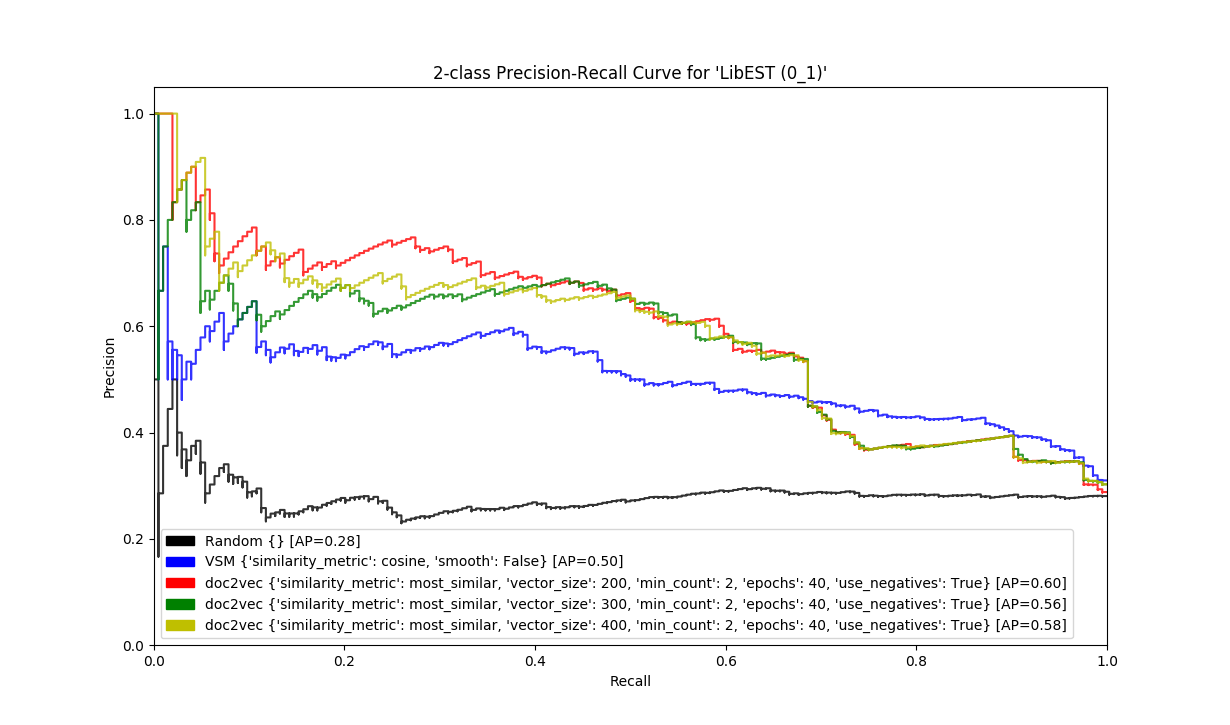 2-class Precision-Recall Curve for 'LibEST (0_1)'
1.0
0.8
0.6
0.4
0.2
0.0
Precision
Random {} [AP=0.28]
VSM {'similarity_metric': cosine, 'smooth': False} [AP=0.50]
doc2vec {'similarity_metric': most_similar, 'vector_size': 200, 'min_count': 2, 'epochs': 40, 'use_negatives': True} [AP=0.60]
doc2vec {'similarity_metric': most_similar, 'vector_size': 300, 'min_count': 2, 'epochs': 40, 'use_negatives': True} [AP=0.56]
doc2vec {'similarity_metric': most_similar, 'vector_size': 400, 'min_count': 2, 'epochs': 40, 'use_negatives': True} [AP=0.58]
0.0 0.2 0.4 0.6 0.8 1.0
Recall